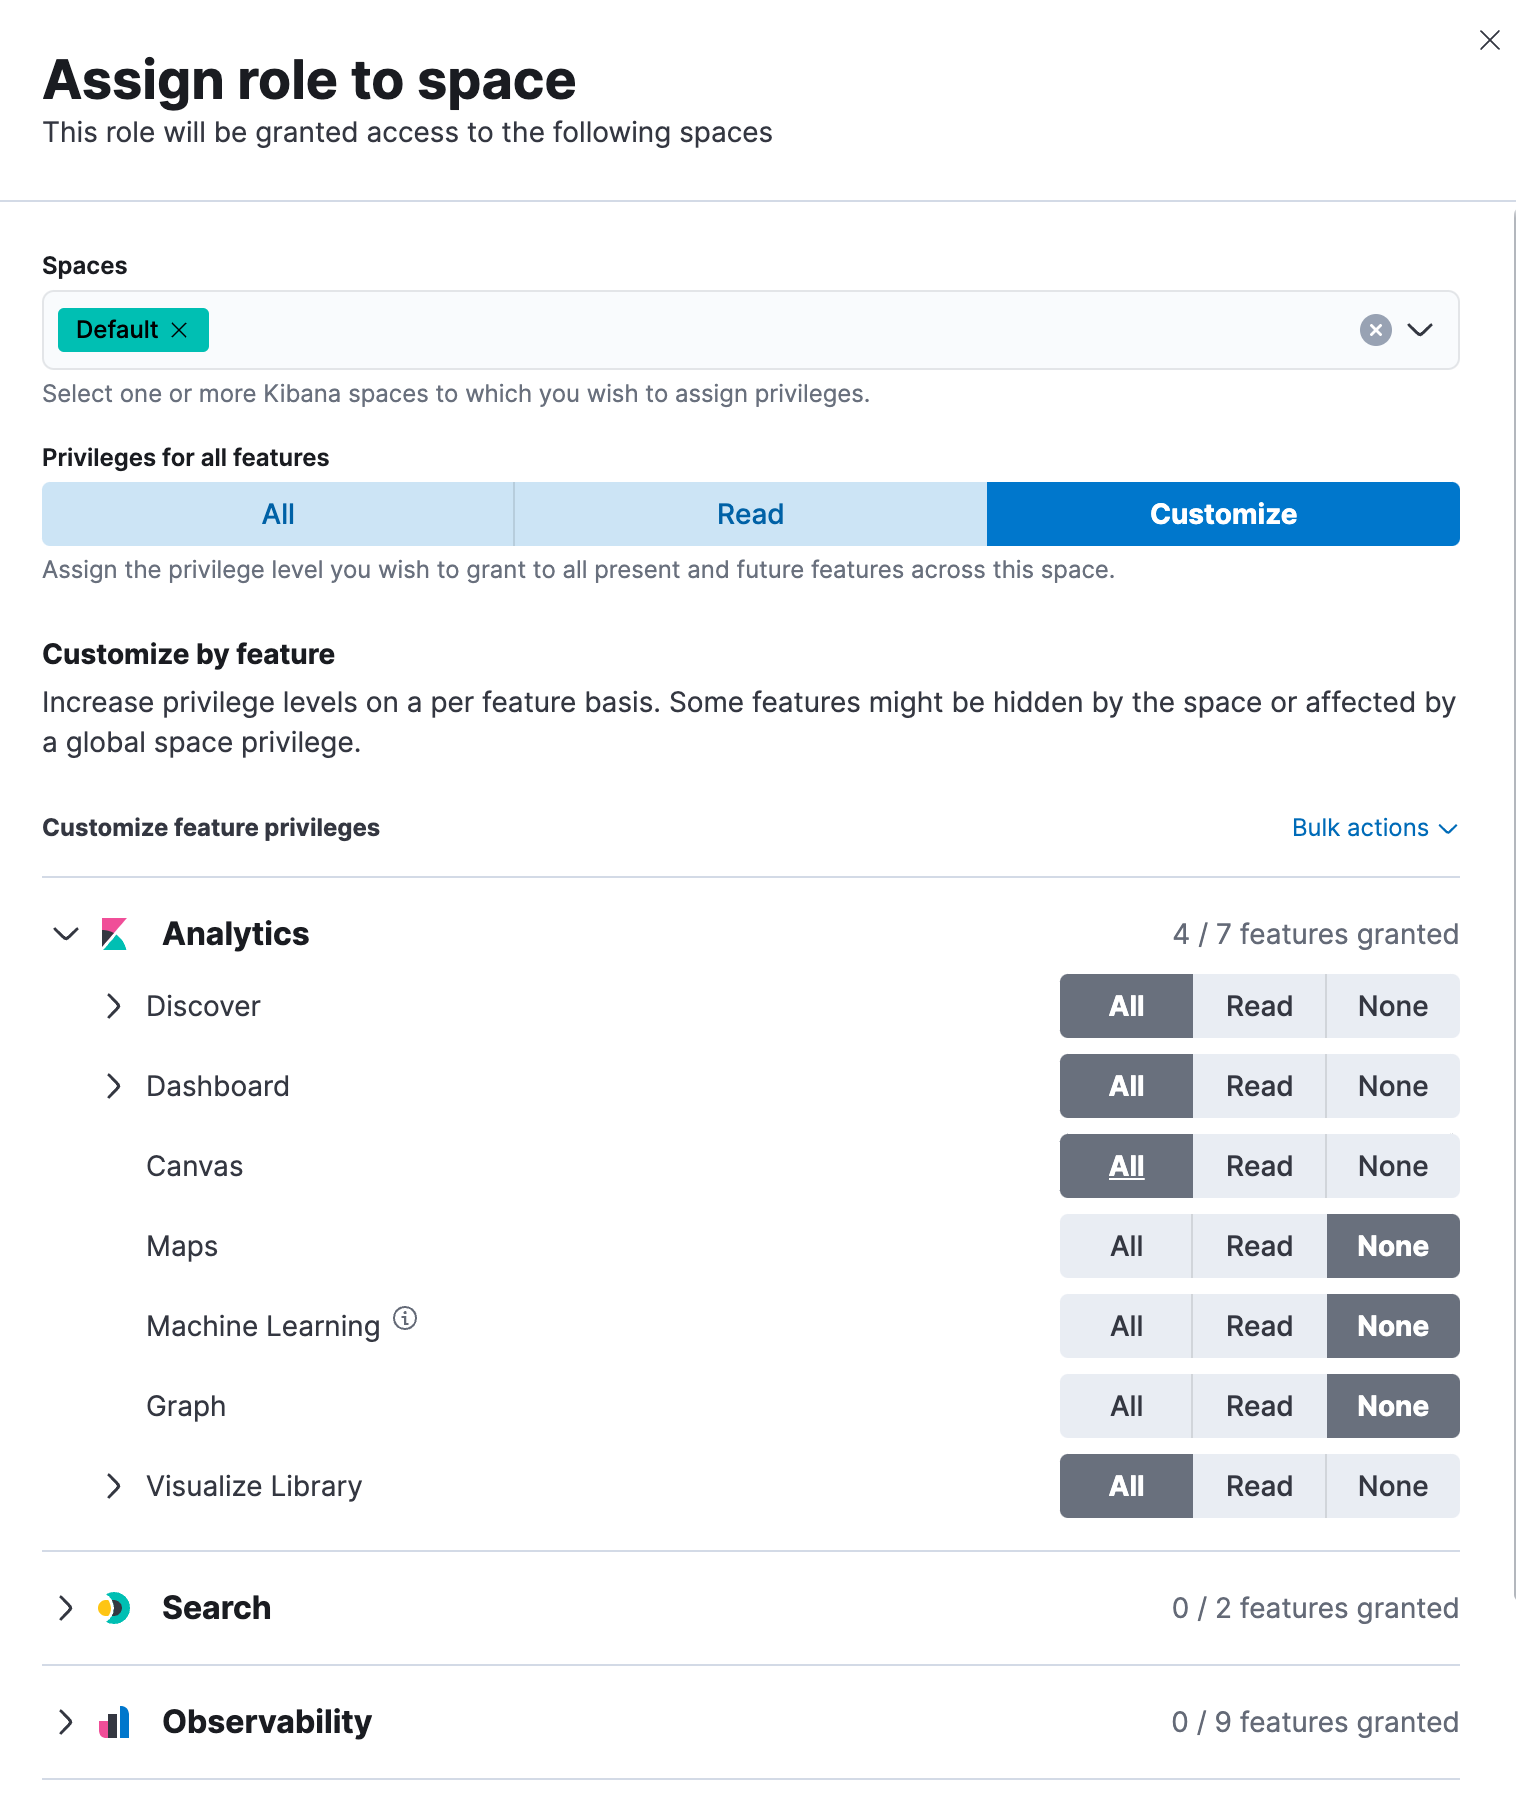 Assign role to space
This role will be granted access to the following spaces
Spaces
Default
Select one or more Kibana spaces to which you wish to assign privileges.
Privileges for all features
All Read Customize
Assign the privilege level you wish to grant to all present and future features across this space.
Customize by feature
Increase privilege levels on a per feature basis. Some features might be hidden by the space or affected by
a global space privilege.
Customize feature privileges Bulk actions
Analytics 4 / 7 features granted
Discover All Read None
Dashboard All Read None
Canvas All Read None
Maps All Read None
Machine Learning All Read None
Graph All Read None
Visualize Library All Read None
Search 0 / 2 features granted
Observability 0 / 9 features granted